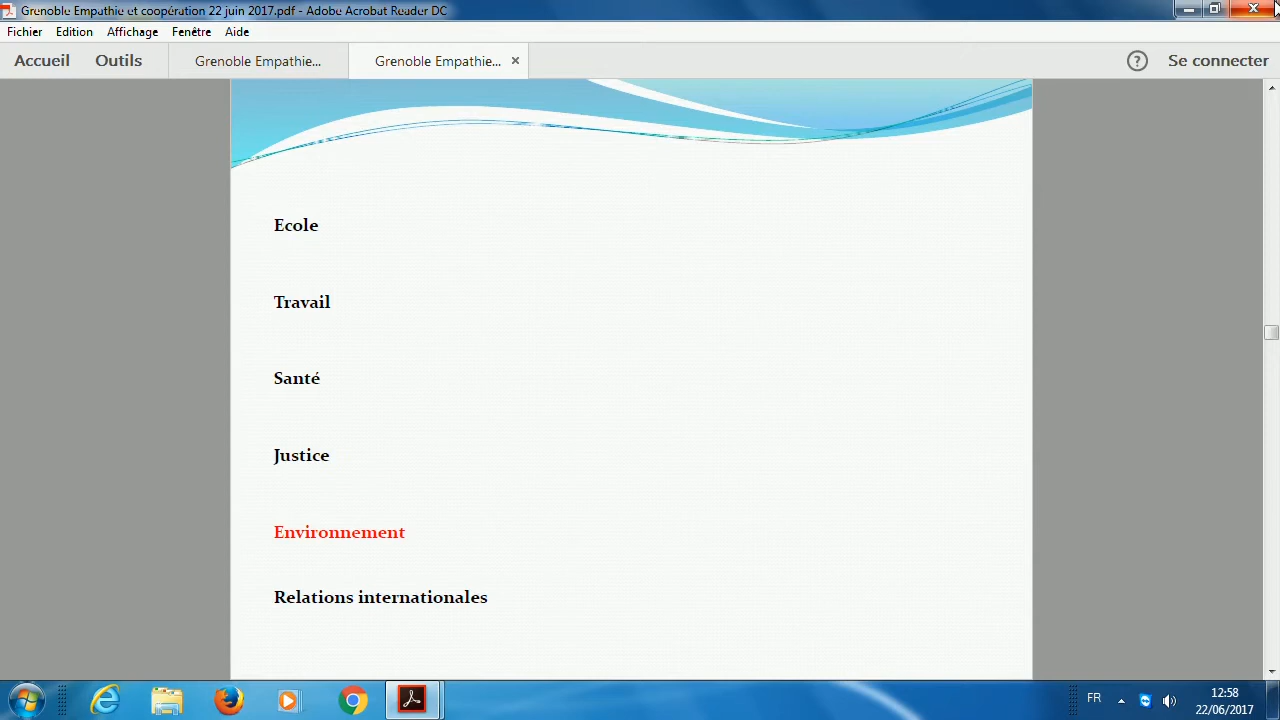 Grenoble Empathie et coopération 22 juin 2017.pdf - Adobe Acrobat Reader DC
Fichier Edition Affichage Fenêtre Aide
Accueil Outils Grenoble Empathie... Grenoble Empathie... × ? Se connecter
Ecole
Travail
Santé
Justice
Environnement
Relations internationales
FR 12:58
22/06/2017